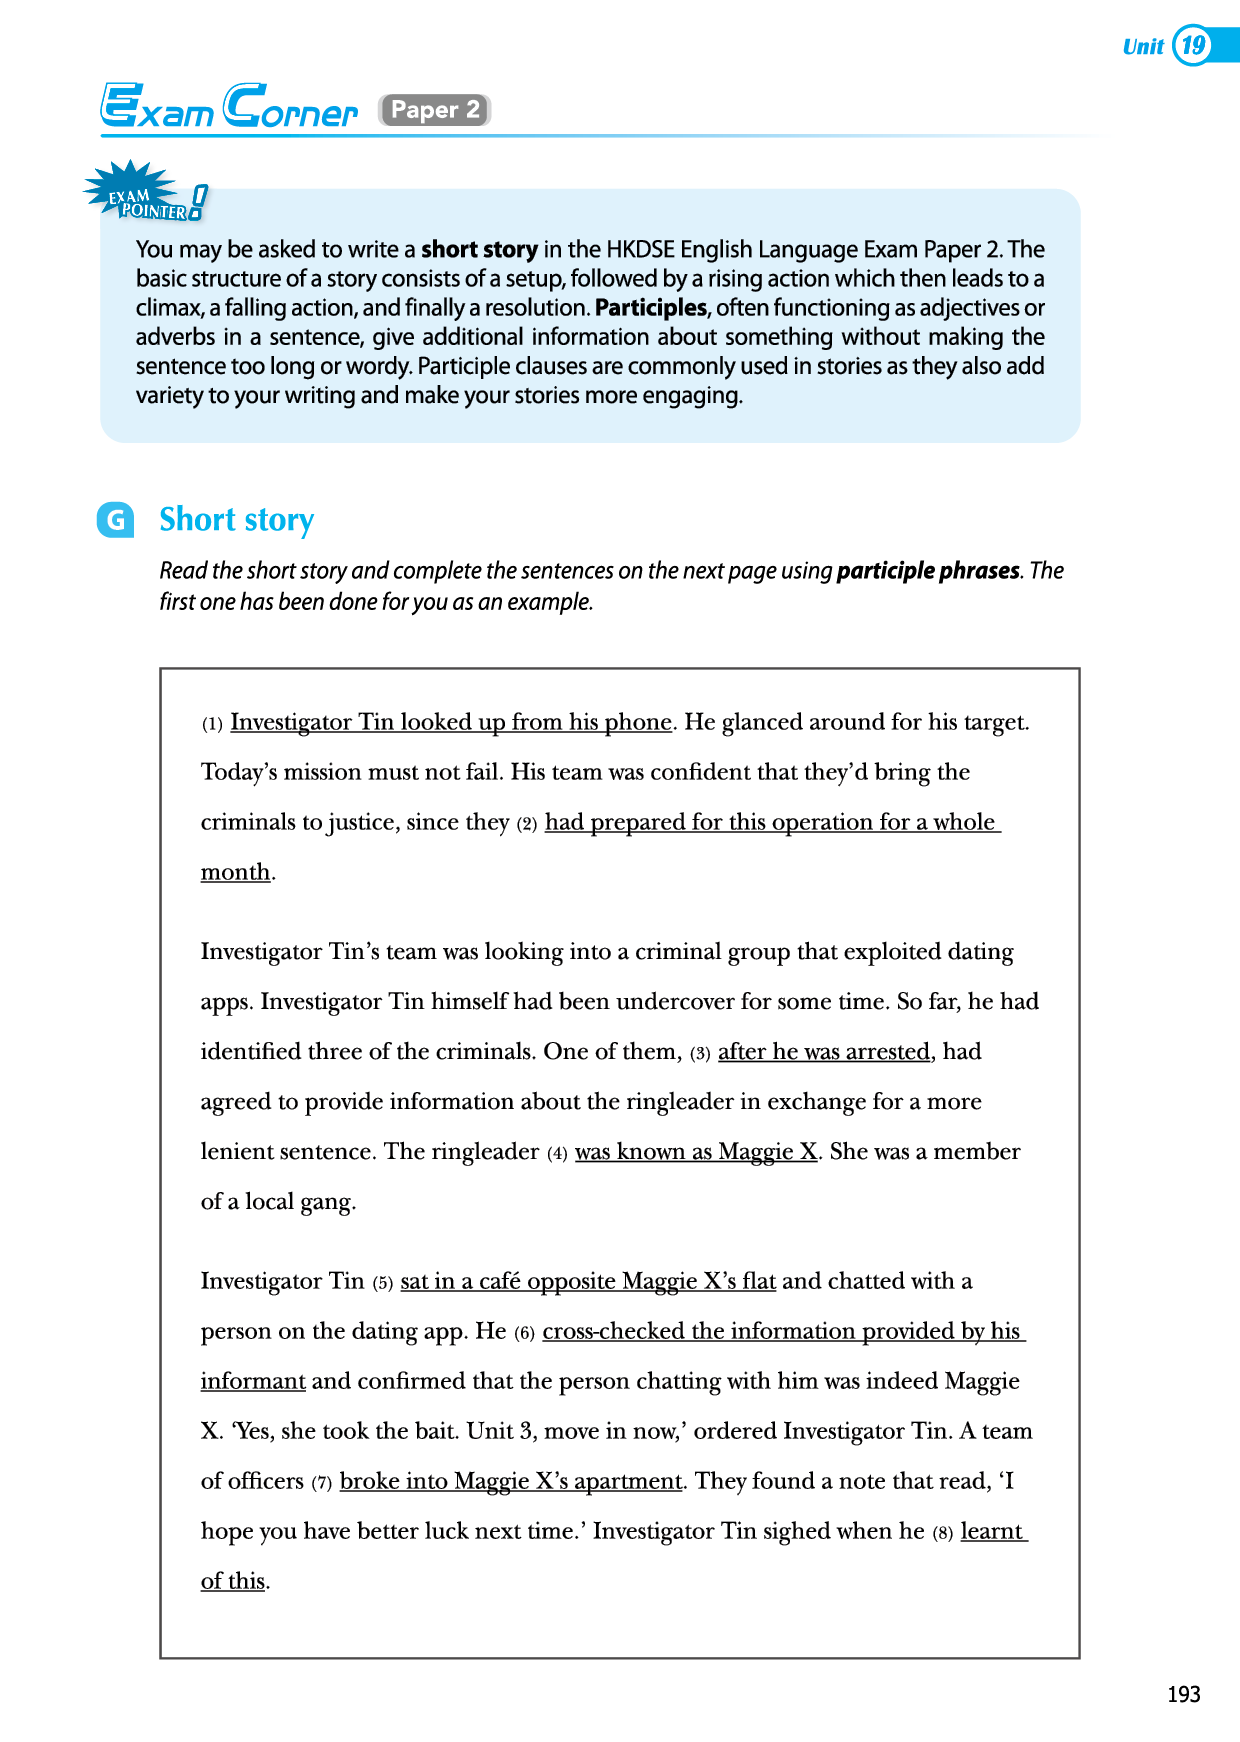 Unit 19
Exam Corner Paper 2
EXAM
POINTER!
You may be asked to write a short story in the HKDSE English Language Exam Paper 2. The
basic structure of a story consists of a setup, followed by a rising action which then leads to a
climax, a falling action, and finally a resolution. Participles, often functioning as adjectives or
adverbs in a sentence, give additional information about something without making the
sentence too long or wordy. Participle clauses are commonly used in stories as they also add
variety to your writing and make your stories more engaging.
G Short story
Read the short story and complete the sentences on the next page using participle phrases. The
first one has been done for you as an example.
(1) Investigator Tin looked up from his phone. He glanced around for his target.
Today's mission must not fail. His team was confident that they'd bring the
criminals to justice, since they (2) had prepared for this operation for a whole
month.
Investigator Tin's team was looking into a criminal group that exploited dating
apps. Investigator Tin himself had been undercover for some time. So far, he had
identified three of the criminals. One of them, (3) after he was arrested, had
agreed to provide information about the ringleader in exchange for a more
lenient sentence. The ringleader (4) was known as Maggie X. She was a member
of a local gang.
Investigator Tin (5) sat in a café opposite Maggie X's flat and chatted with a
person on the dating app. He (6) cross-checked the information provided by his
informant and confirmed that the person chatting with him was indeed Maggie
X. 'Yes, she took the bait. Unit 3, move in now,' ordered Investigator Tin. A team
of officers (7) broke into Maggie X's apartment. They found a note that read, 'I
hope you have better luck next time.' Investigator Tin sighed when he (8) learnt
of this.
193